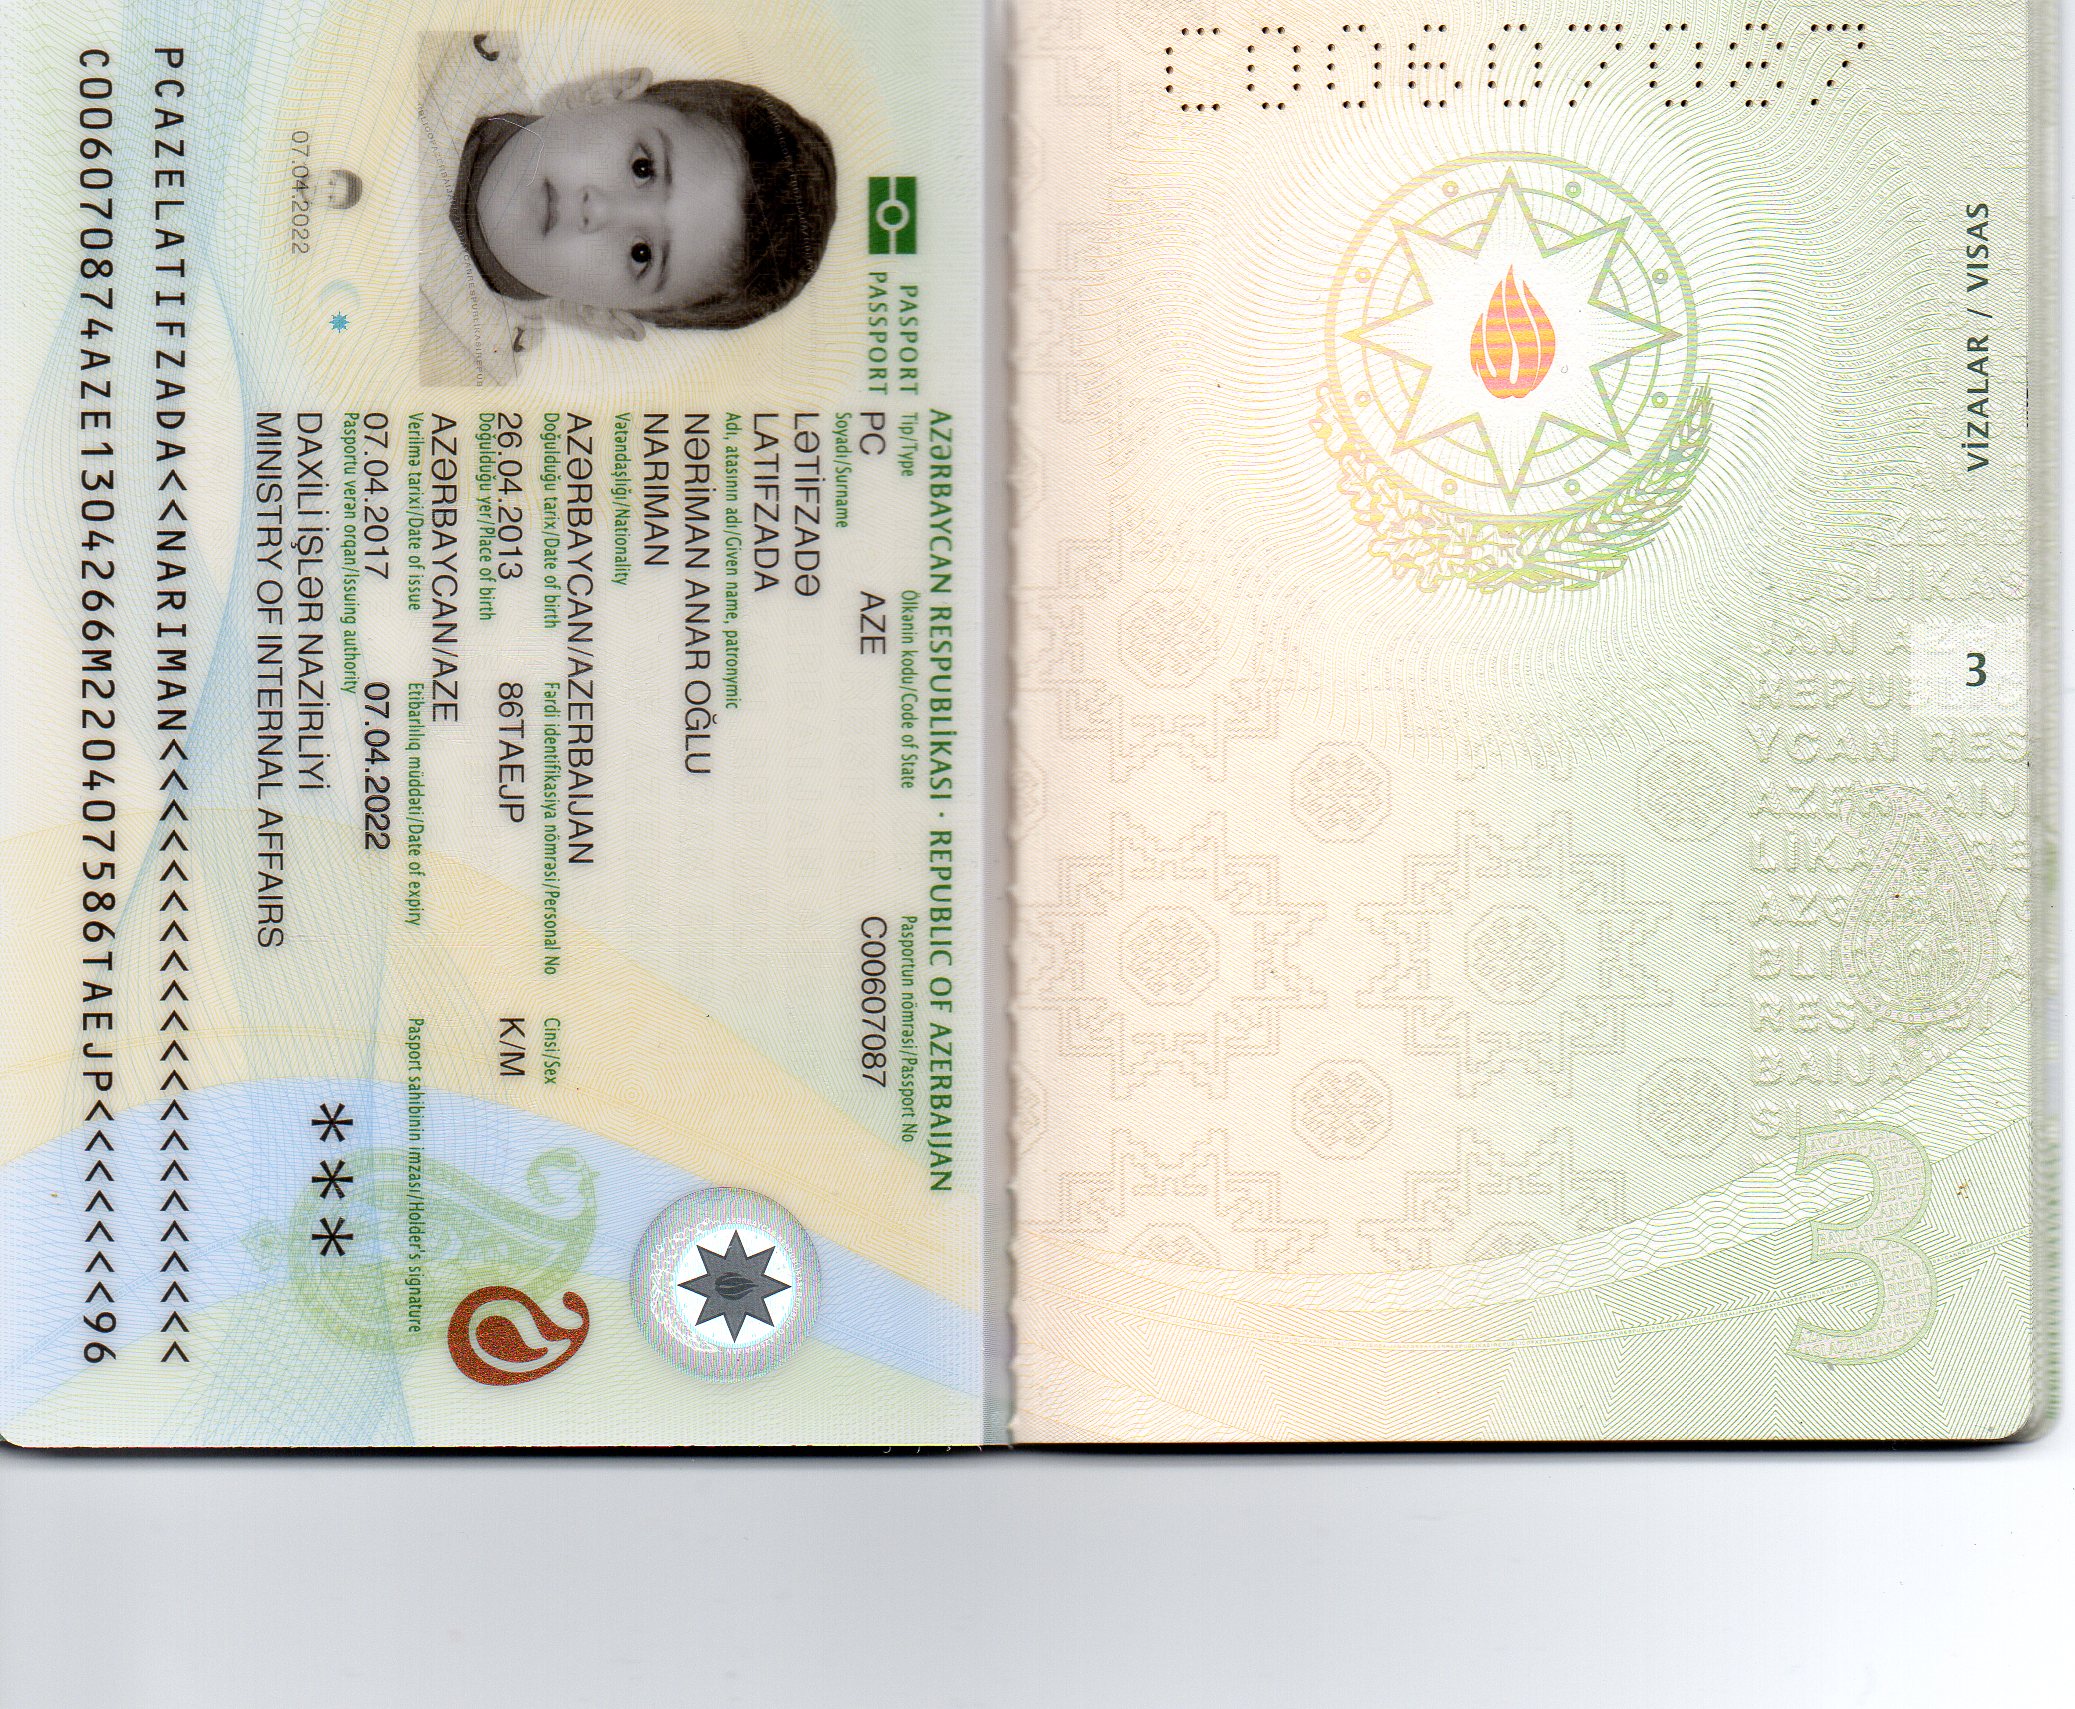 VİZALAR / VISAS
3
C00607087
3
AZƏRBAYCAN RESPUBLİKASI · REPUBLIC OF AZERBAIJAN
PASPORT
PASSPORT
Tip/Type Ölkənin kodu/Code of State Pasportun nömrəsi/Passport No
PC AZE C00607087
Soyadı/Surname
LƏTİFZADƏ
LATIFZADA
Adı, atasının adı/Given name, patronymic
NƏRİMAN ANAR OĞLU
NARIMAN
Vətəndaşlığı/Nationality
AZƏRBAYCAN/AZERBAIJAN
Doğulduğu tarix/Date of birth Fərdi identifikasiya nömrəsi/Personal No Cinsi/Sex
26.04.2013 86TAEJP K/M
Doğulduğu yer/Place of birth
AZƏRBAYCAN/AZE
Verilmə tarixi/Date of issue Etibarlılıq müddəti/Date of expiry Pasport sahibinin imzası/Holder's signature
07.04.2017 07.04.2022
Pasportu verən orqan/Issuing authority
***
DAXİLİ İŞLƏR NAZİRLİYİ
MINISTRY OF INTERNAL AFFAIRS
07.04.2022
PCAZELATIFZADA<<NARIMAN<<<<<<<<<<<<<<<<<<<<<
C006070874AZE1304266M220407586TAEJP<<<<<<<96